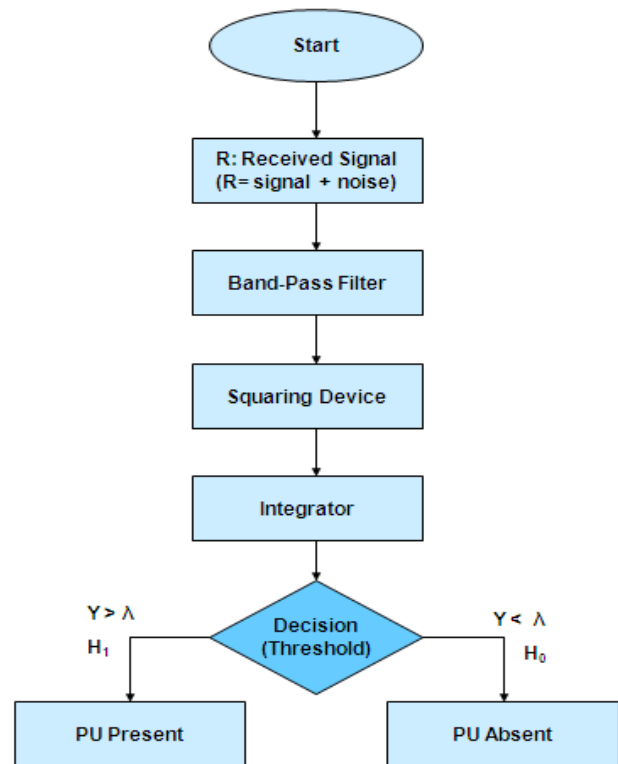 Start
R: Received Signal
(R= signal + noise)
Band-Pass Filter
Squaring Device
Integrator
Decision
(Threshold)
Y > λ
H₁
Y < λ
H₀
PU Present
PU Absent